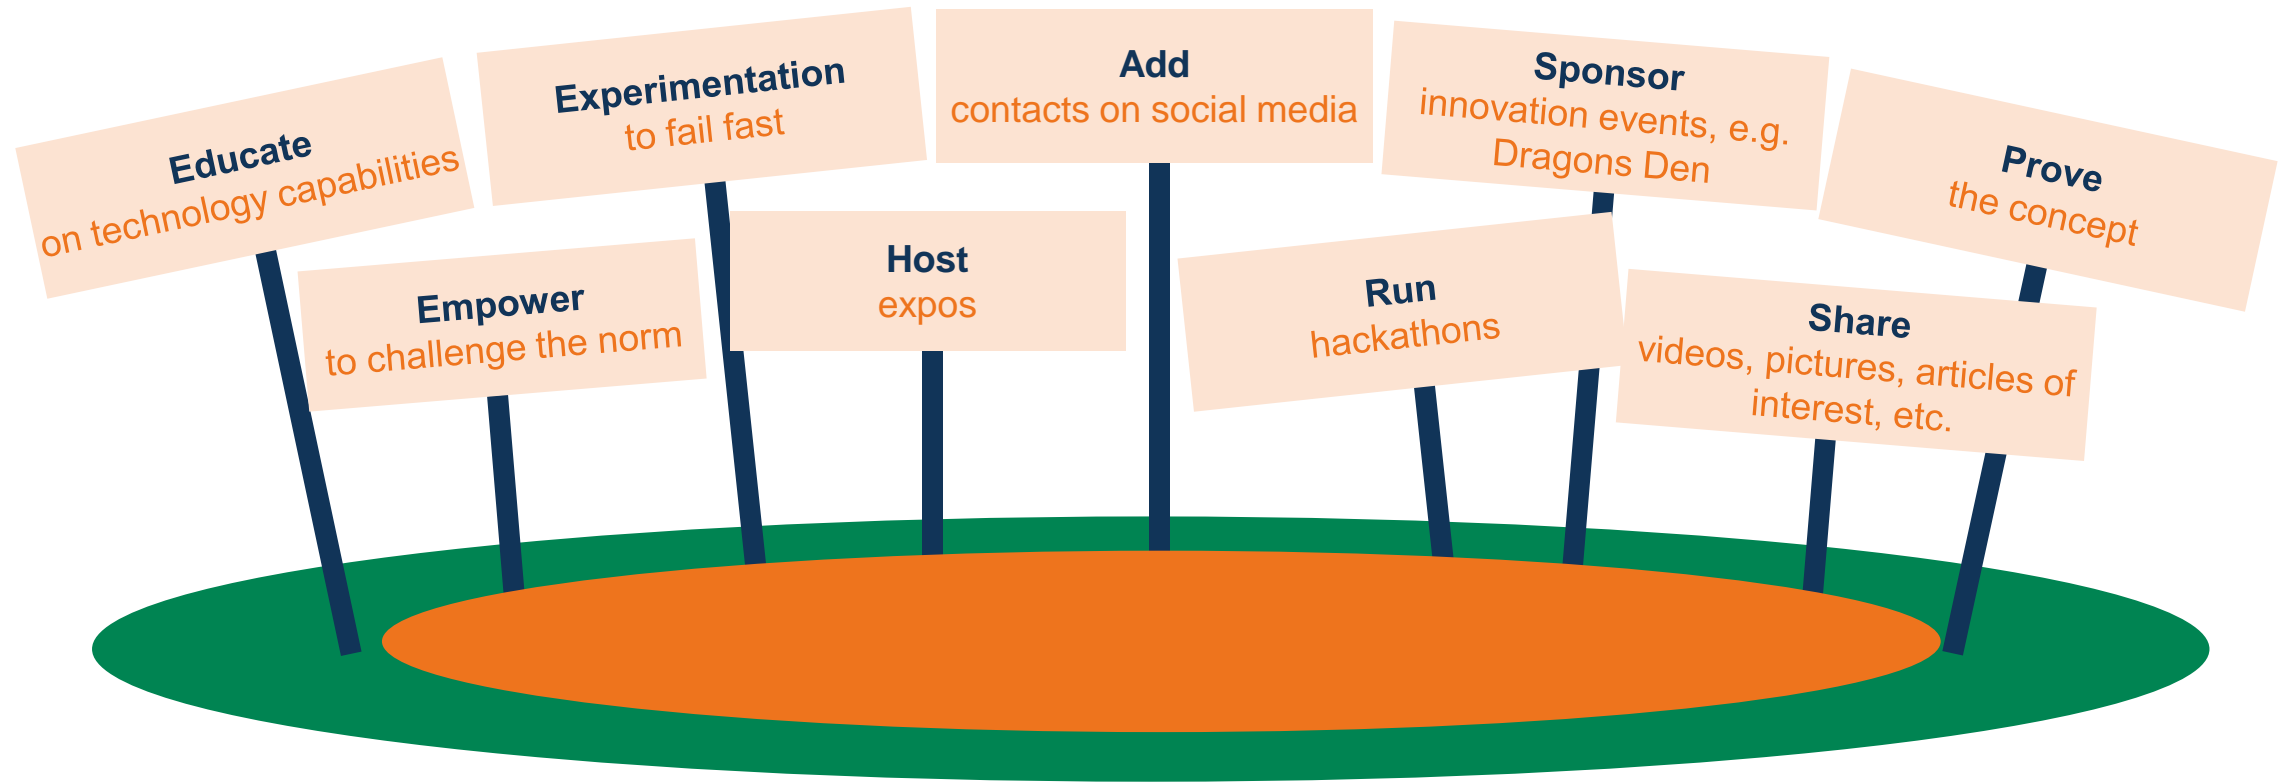 Educate
on technology capabilities
Experimentation
to fail fast
Add
contacts on social media
Sponsor
innovation events, e.g.
Dragons Den
Prove
the concept
Empower
to challenge the norm
Host
expos
Run
hackathons
Share
videos, pictures, articles of
interest, etc.